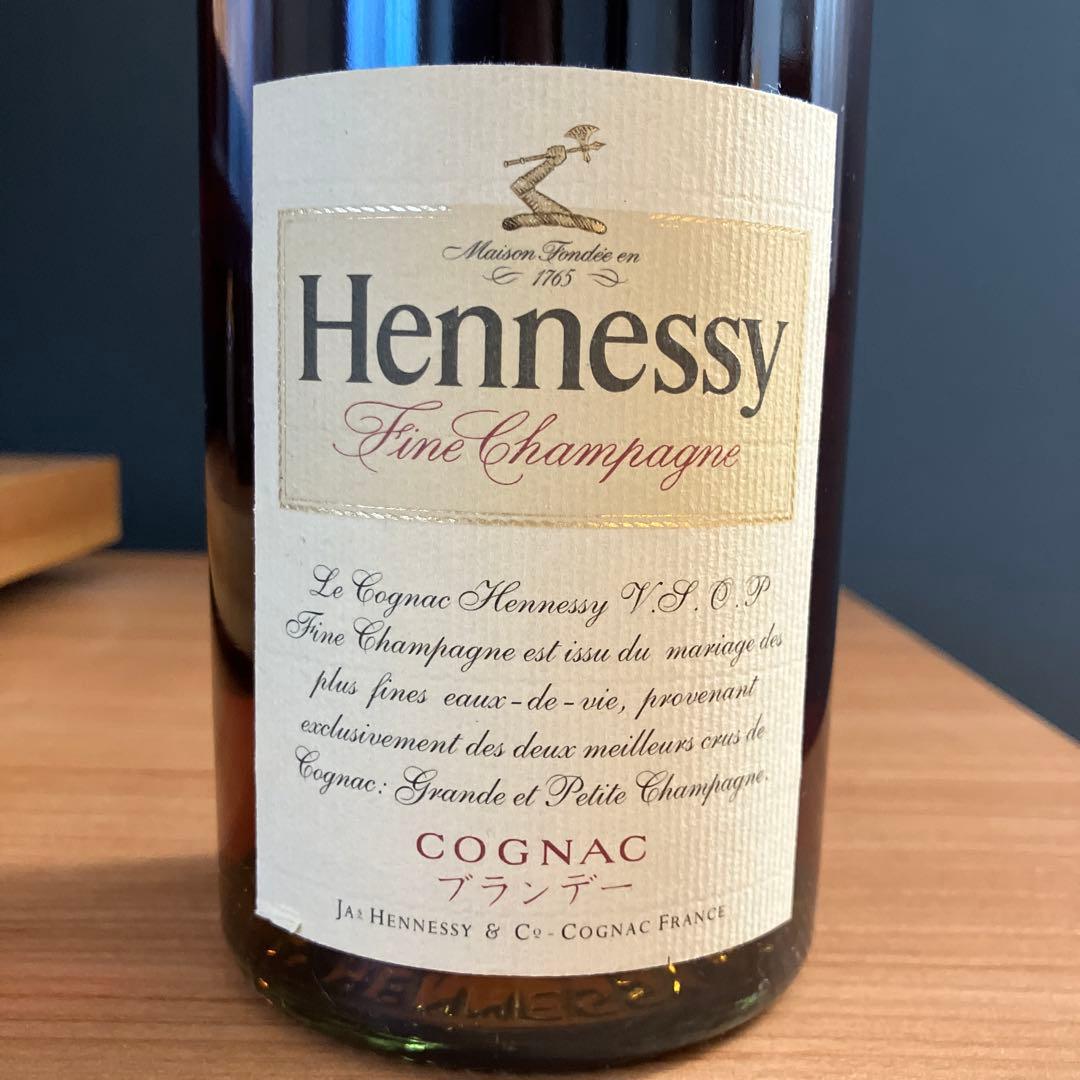 Maison Fondée en
1765
Hennessy
Fine Champagne
Le Cognac Hennessy V.S.O.P
Fine Champagne est issu du mariage des
plus fines eaux-de-vie, provenant
exclusivement des deux meilleurs crus de
Cognac: Grande et Petite Champagne.
COGNAC
ブランデー
JAs HENNESSY & Co - COGNAC FRANCE
HENNESSY